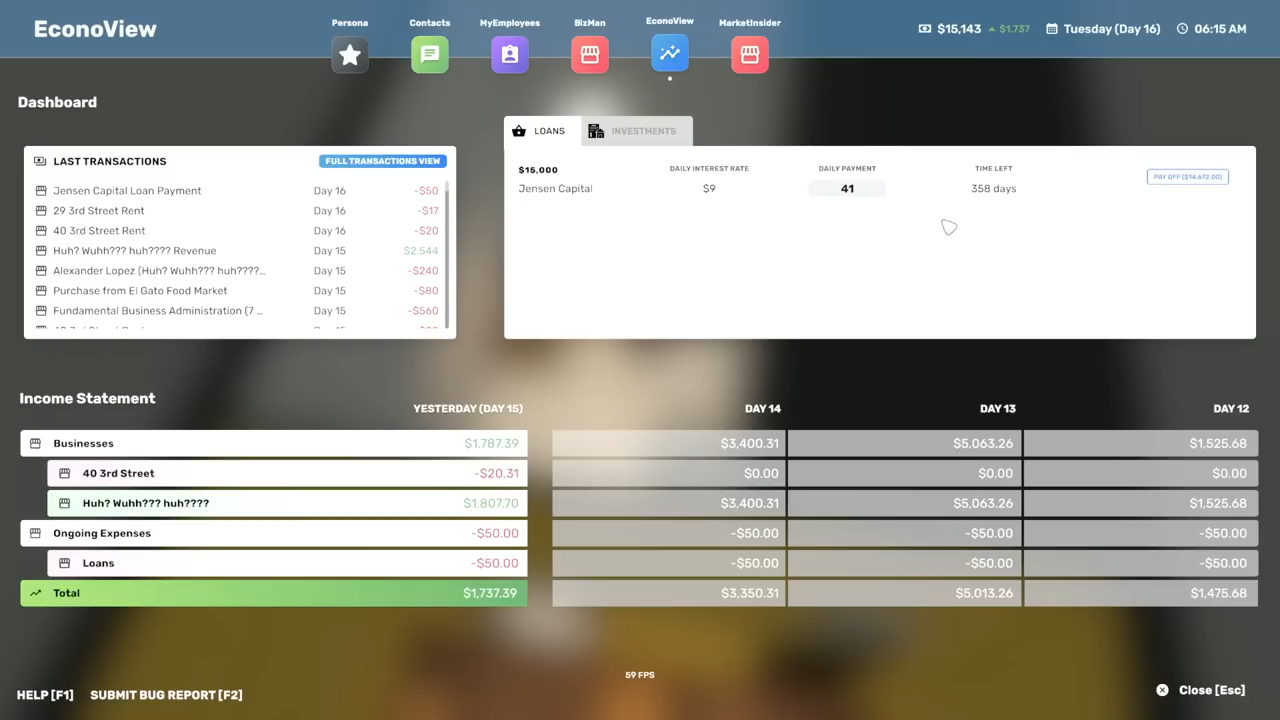 EconoView
Persona
Contacts
MyEmployees
BizMan
EconoView
MarketInsider
$15,143 ▲ $1.737
Tuesday (Day 16)
06:15 AM
Dashboard
LAST TRANSACTIONS
FULL TRANSACTIONS VIEW
Jensen Capital Loan Payment Day 16 -$50
29 3rd Street Rent Day 16 -$17
40 3rd Street Rent Day 16 -$20
Huh? Wuhh??? huh???? Revenue Day 15 $2,544
Alexander Lopez (Huh? Wuhh??? huh????... Day 15 -$240
Purchase from El Gato Food Market Day 15 -$80
Fundamental Business Administration (7 ... Day 15 -$560
LOANS
INVESTMENTS
$15,000 DAILY INTEREST RATE DAILY PAYMENT TIME LEFT
Jensen Capital $9 41 358 days
PAY OFF ($14,672.00)
Income Statement
YESTERDAY (DAY 15) DAY 14 DAY 13 DAY 12
Businesses $1,787.39 $3,400.31 $5,063.26 $1,525.68
40 3rd Street -$20.31 $0.00 $0.00 $0.00
Huh? Wuhh??? huh???? $1,807.70 $3,400.31 $5,063.26 $1,525.68
Ongoing Expenses -$50.00 -$50.00 -$50.00 -$50.00
Loans -$50.00 -$50.00 -$50.00 -$50.00
Total $1,737.39 $3,350.31 $5,013.26 $1,475.68
59 FPS
HELP [F1] SUBMIT BUG REPORT [F2]
Close [Esc]